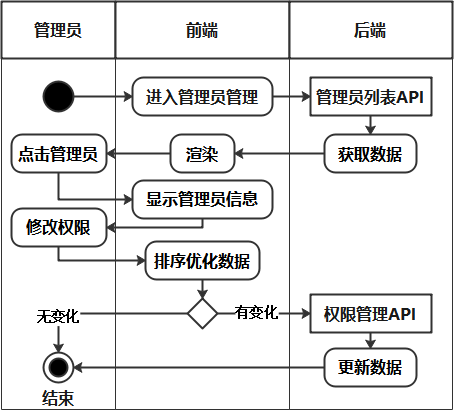 管理员
前端
后端
进入管理员管理
管理员列表API
点击管理员
渲染
获取数据
显示管理员信息
修改权限
排序优化数据
无变化
有变化
权限管理API
更新数据
结束